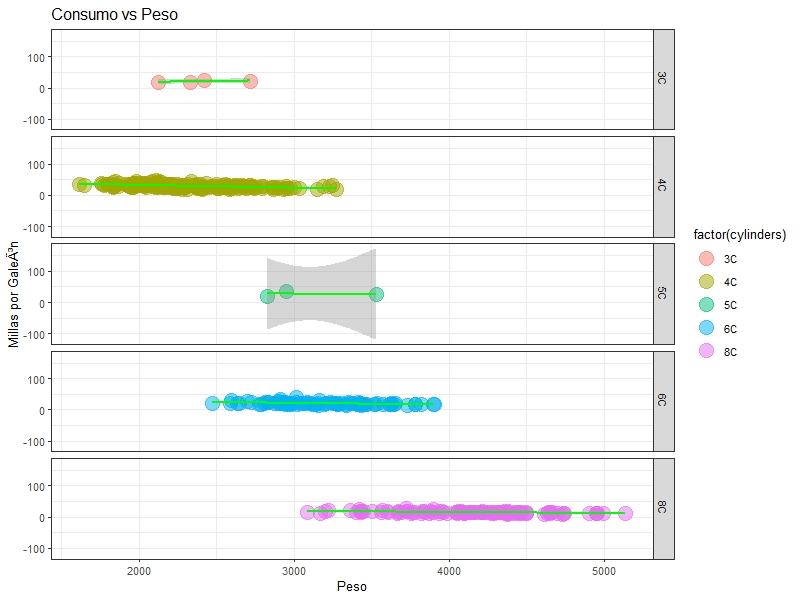 Consumo vs Peso
100
0
-100
3C
100
0
-100
4C
100
0
-100
5C
100
0
-100
6C
100
0
-100
8C
2000 3000 4000 5000
Peso
Millas por GaleÃ³n
factor(cylinders)
3C
4C
5C
6C
8C